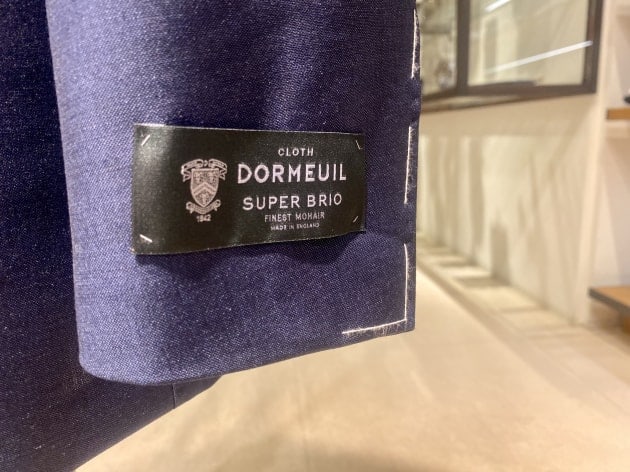 CLOTH
DORMEUIL
SUPER BRIO
FINEST MOHAIR
MADE IN ENGLAND
1842